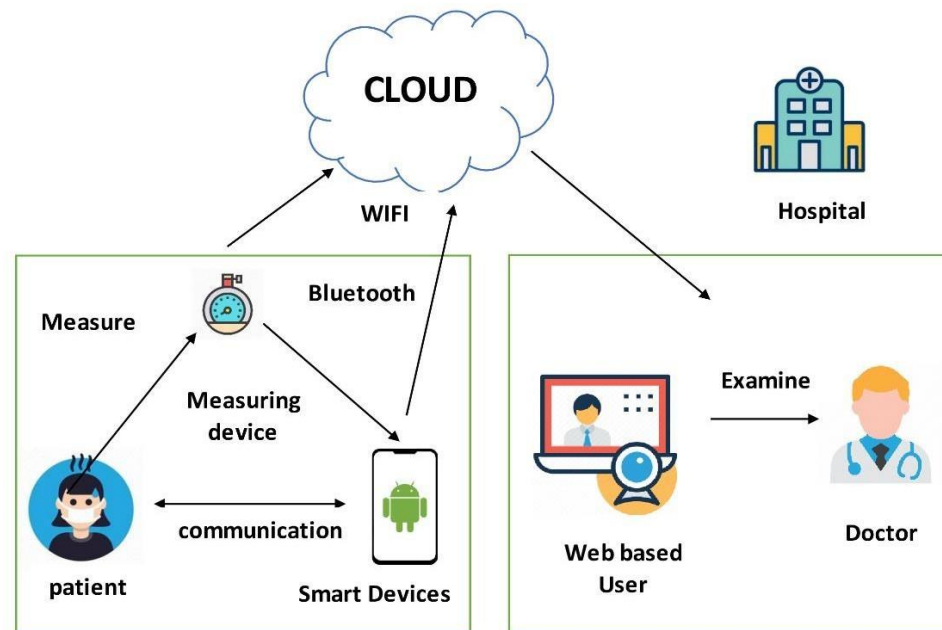 CLOUD
WIFI
Hospital
Measure
Bluetooth
Measuring
device
communication
patient
Smart Devices
Examine
Web based
User
Doctor